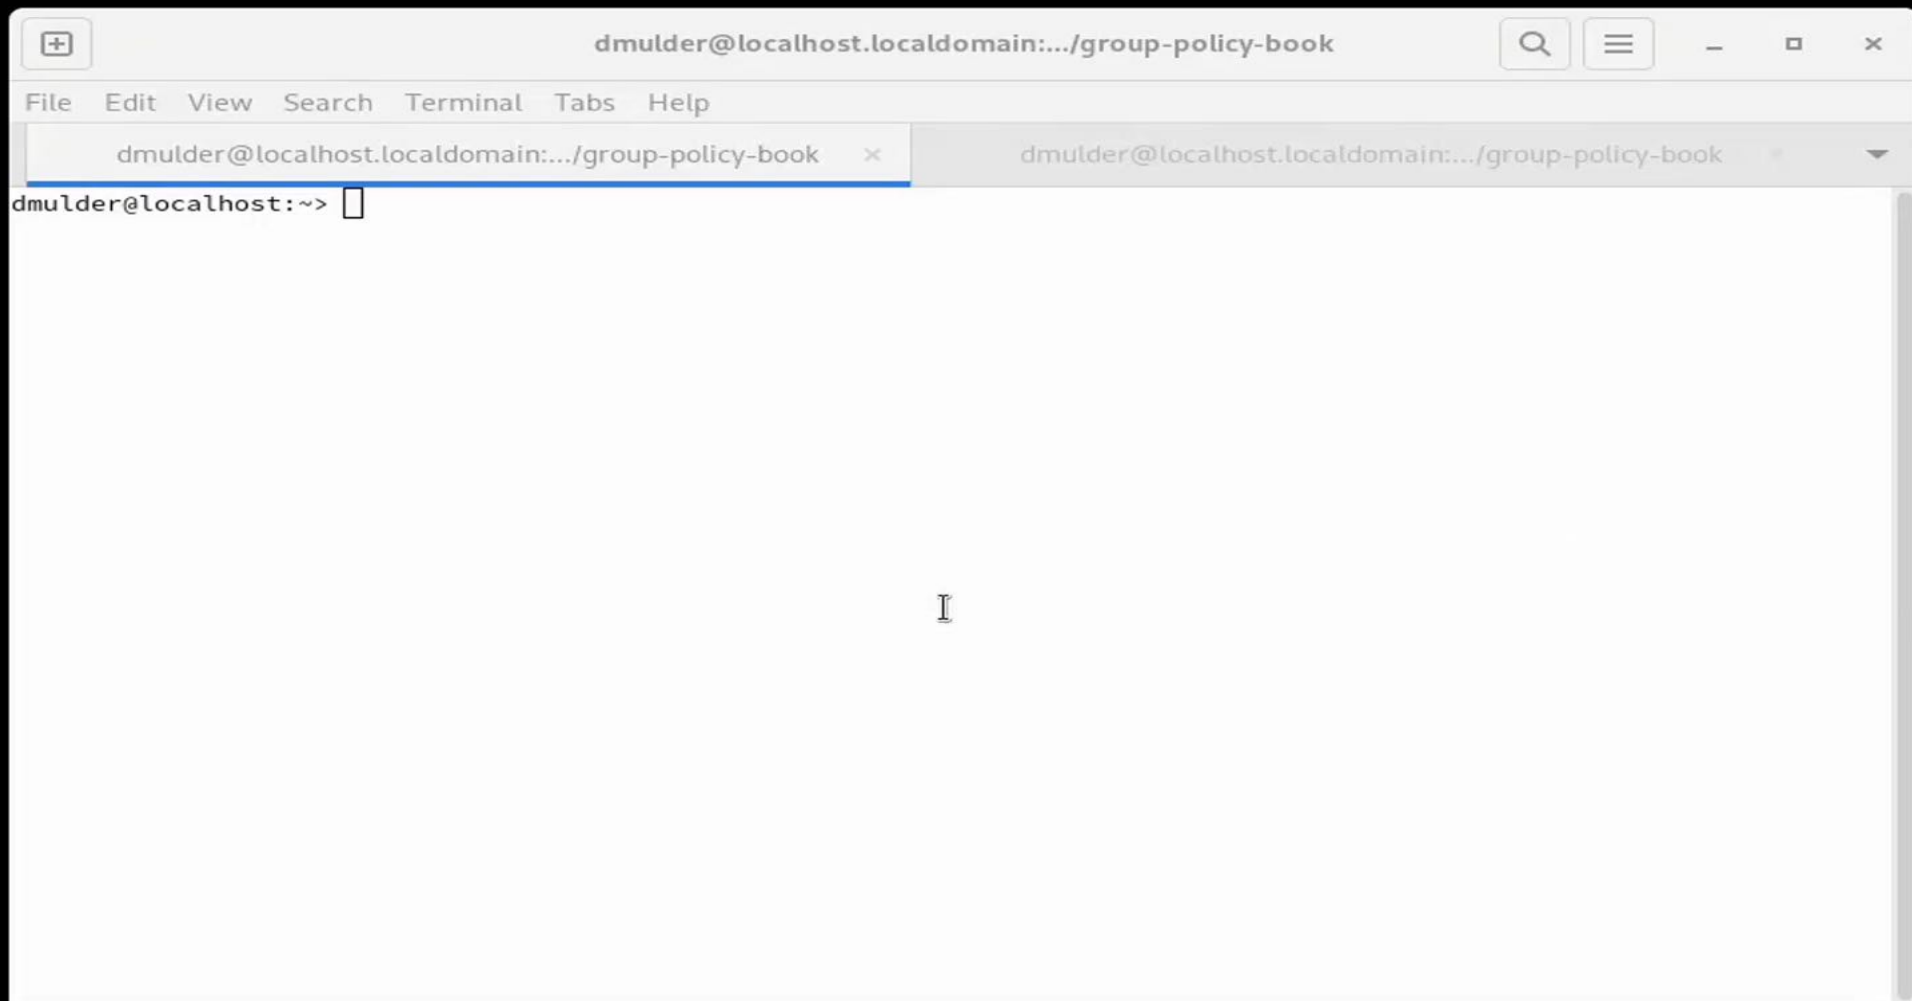 dmulder@localhost.localdomain:.../group-policy-book
File Edit View Search Terminal Tabs Help
dmulder@localhost.localdomain:.../group-policy-book dmulder@localhost.localdomain:.../group-policy-book
dmulder@localhost:~>